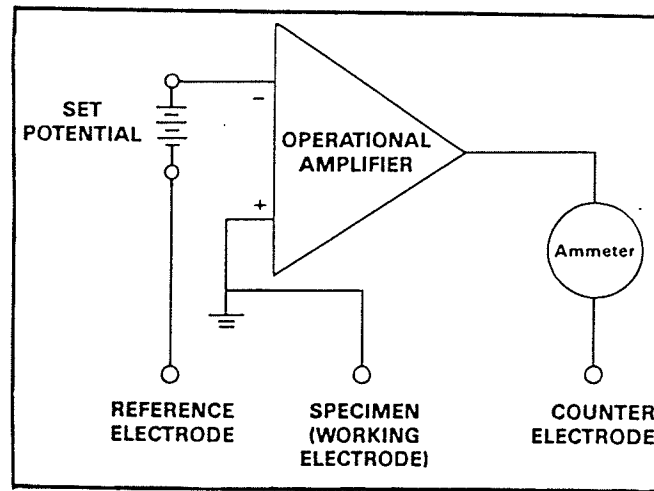 SET
POTENTIAL
−
OPERATIONAL
AMPLIFIER
+
Ammeter
REFERENCE
ELECTRODE
SPECIMEN
(WORKING
ELECTRODE)
COUNTER
ELECTRODE